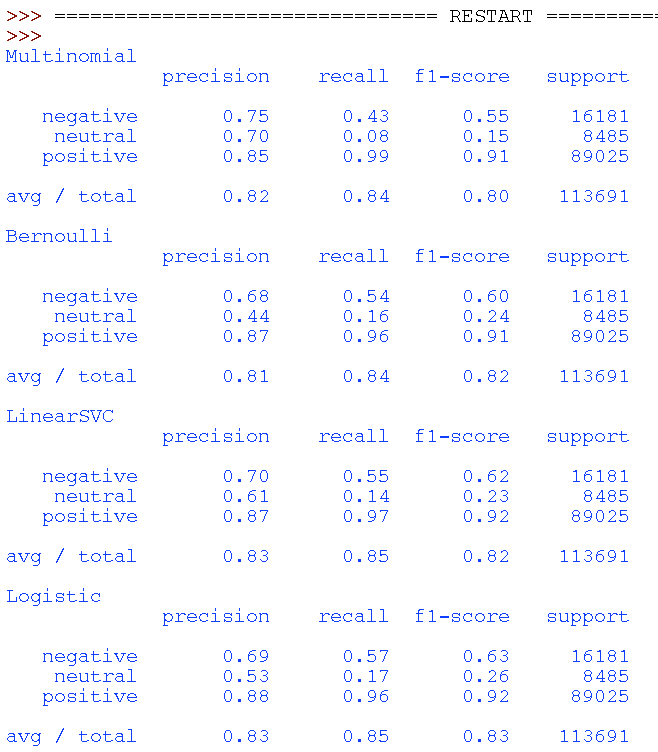 >>> ================================ RESTART ==========
>>>
Multinomial
precision recall f1-score support
negative 0.75 0.43 0.55 16181
neutral 0.70 0.08 0.15 8485
positive 0.85 0.99 0.91 89025
avg / total 0.82 0.84 0.80 113691
Bernoulli
precision recall f1-score support
negative 0.68 0.54 0.60 16181
neutral 0.44 0.16 0.24 8485
positive 0.87 0.96 0.91 89025
avg / total 0.81 0.84 0.82 113691
LinearSVC
precision recall f1-score support
negative 0.70 0.55 0.62 16181
neutral 0.61 0.14 0.23 8485
positive 0.87 0.97 0.92 89025
avg / total 0.83 0.85 0.82 113691
Logistic
precision recall f1-score support
negative 0.69 0.57 0.63 16181
neutral 0.53 0.17 0.26 8485
positive 0.88 0.96 0.92 89025
avg / total 0.83 0.85 0.83 113691